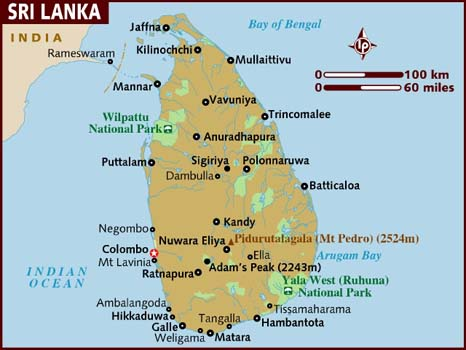 SRI LANKA
INDIA
Rameswaram
Jaffna
Kilinochchi
Bay of Bengal
Mullaittivu
LP
0 100 km
0 60 miles
Mannar
Vavuniya
Trincomalee
Wilpattu
National Park
Anuradhapura
Puttalam
Sigiriya
Polonnaruwa
Dambulla
Batticaloa
Negombo
Kandy
Colombo
Nuwara Eliya
Pidurutalagala (Mt Pedro) (2524m)
Mt Lavinia
Ella
Arugam Bay
Ratnapura
Adam's Peak (2243m)
INDIAN
OCEAN
Yala West (Ruhuna)
National Park
Ambalangoda
Tissamaharama
Hikkaduwa
Tangalla
Hambantota
Galle
Weligama
Matara